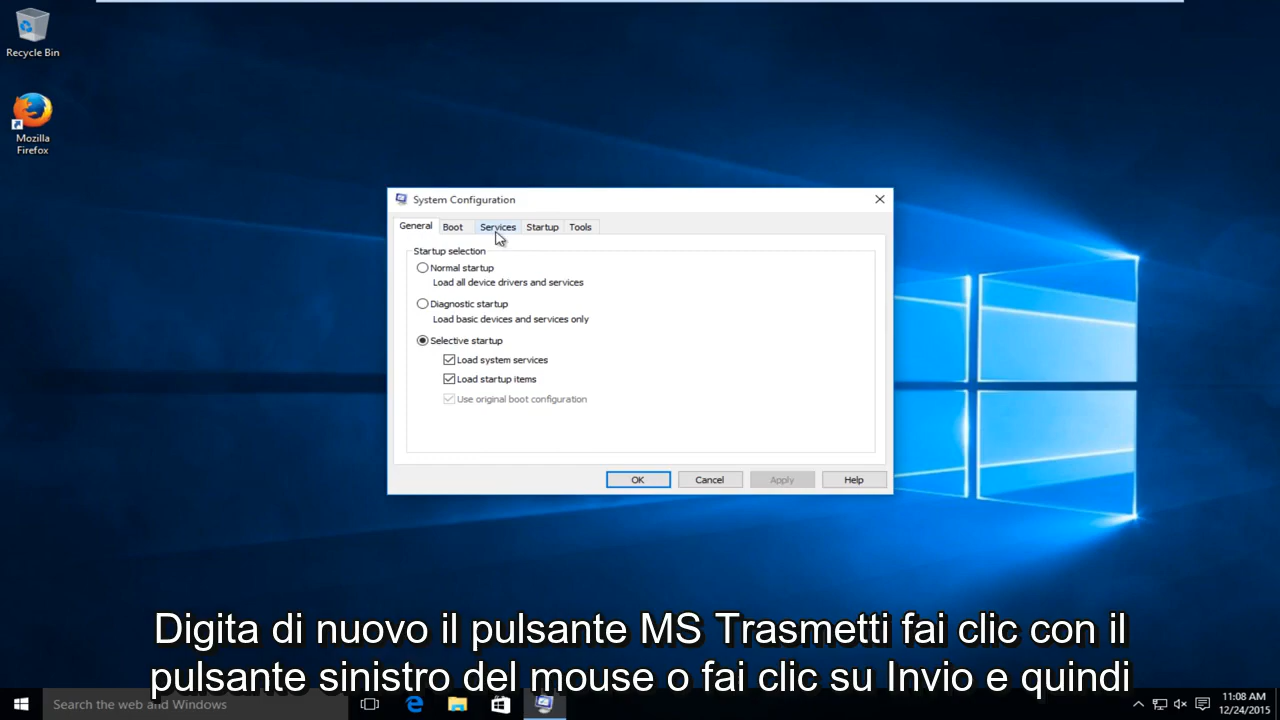 Recycle Bin
Mozilla
Firefox
System Configuration
General Boot Services Startup Tools
Startup selection
Normal startup
Load all device drivers and services
Diagnostic startup
Load basic devices and services only
Selective startup
Load system services
Load startup items
Use original boot configuration
OK Cancel Apply Help
Digita di nuovo il pulsante MS Trasmetti fai clic con il
pulsante sinistro del mouse o fai clic su Invio e quindi
Search the web and Windows
11:08 AM
12/24/2015